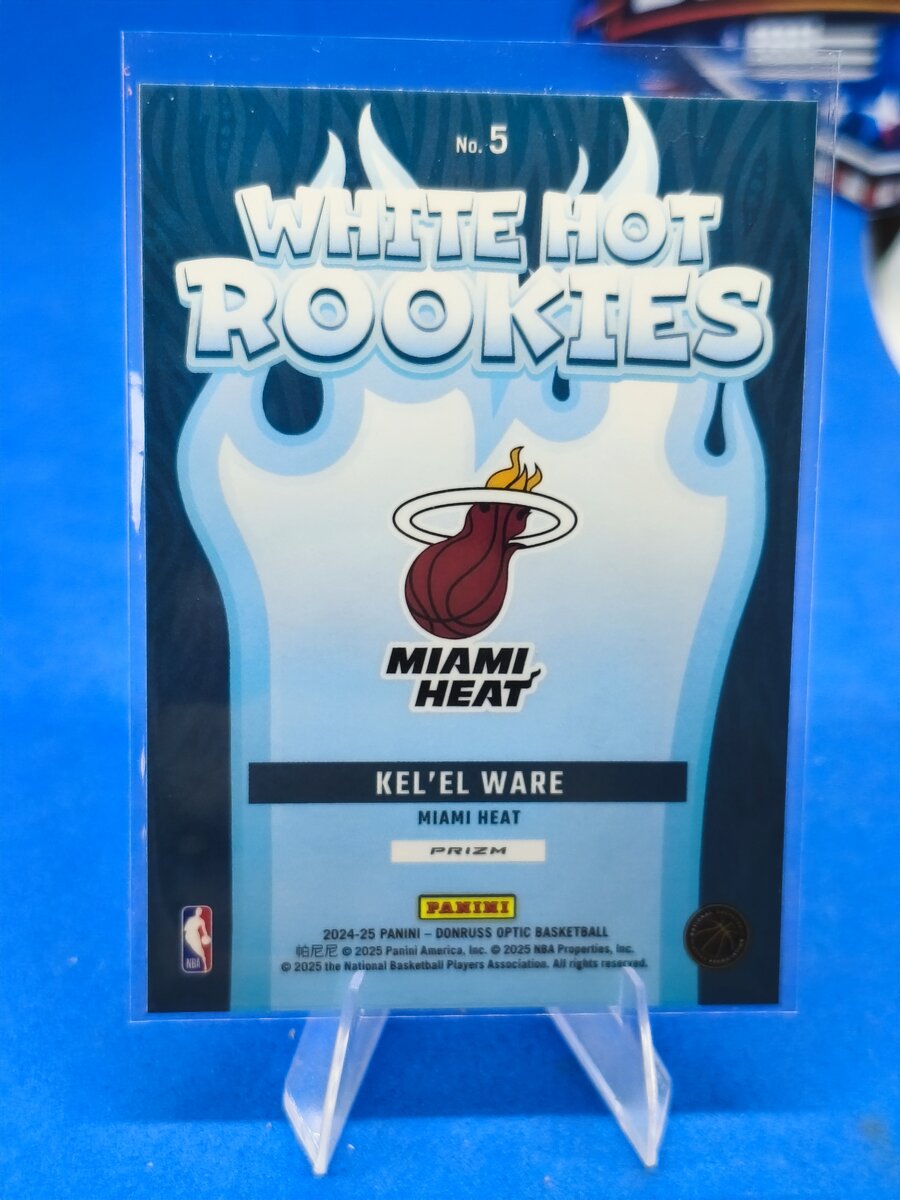 No. 5
WHITE HOT
ROOKIES
MIAMI
HEAT
KEL'EL WARE
MIAMI HEAT
PRIZM
PANINI
2024-25 PANINI – DONRUSS OPTIC BASKETBALL
帕尼尼 © 2025 Panini America, Inc. © 2025 NBA Properties, Inc.
© 2025 the National Basketball Players Association. All rights reserved.
NBA